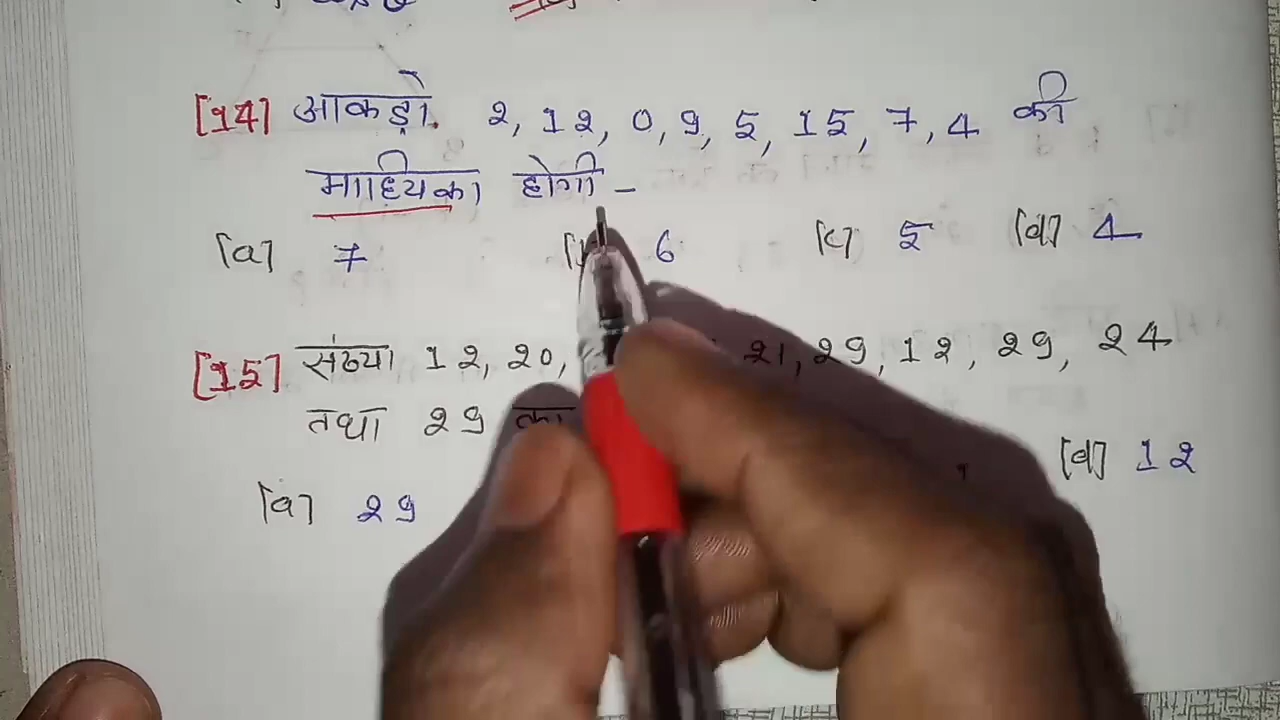 [14] आकड़ो. 2, 12, 0, 9, 5, 15, 7, 4 की
माध्यिका होगी -
[a] 7 6 [c] 5 [d] 4
[15] संख्या 12, 20, 21, 29, 12, 29, 24
तथा 29 का
[d] 12
[a] 29